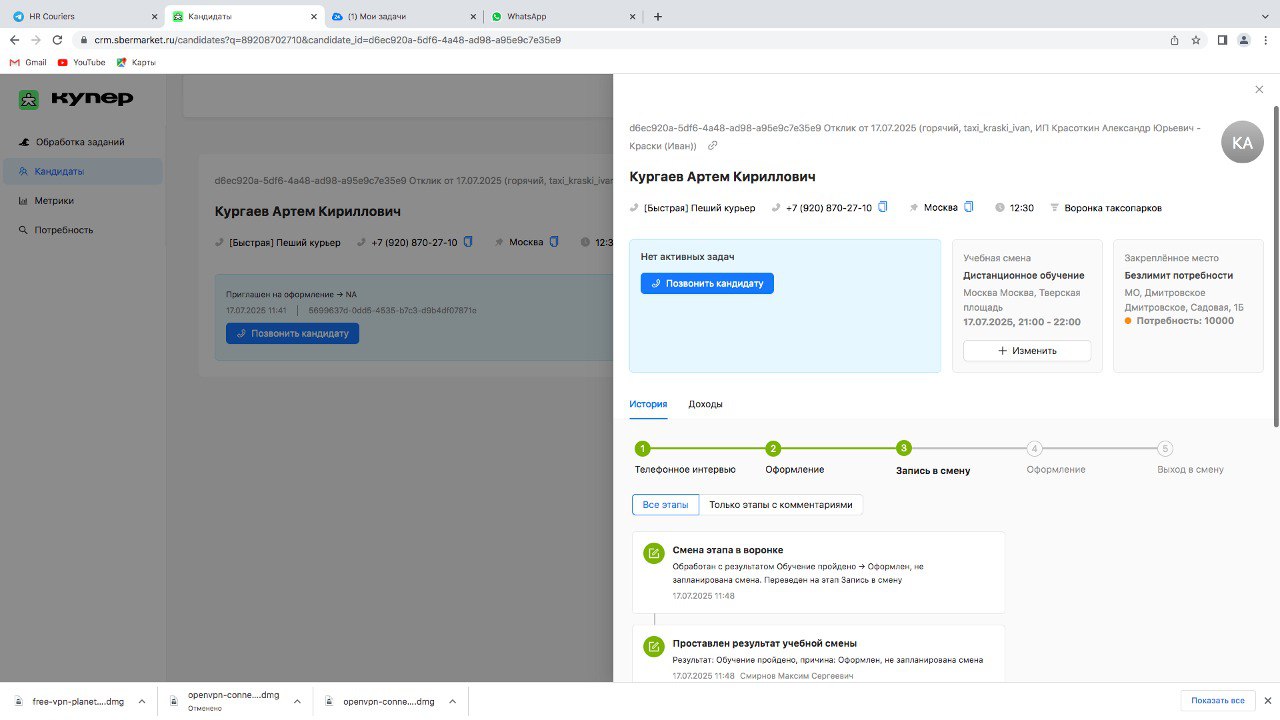 HR Couriers
Кандидаты
(1) Мои задачи
WhatsApp
crm.sbermarket.ru/candidates?q=89208702710&candidate_id=d6ec920a-5df6-4a48-ad98-a95e9c7e35e9
Gmail
YouTube
Карты
купер
Обработка заданий
Кандидаты
Метрики
Потребность
d6ec920a-5df6-4a48-ad98-a95e9c7e35e9 Отклик от 17.07.2025 (горячий, taxi_kraski_ivan
Кургаев Артем Кириллович
[Быстрая] Пеший курьер
+7 (920) 870-27-10
Москва
12:3
Приглашен на оформление → NA
17.07.2025 11:41
Позвонить кандидату
d6ec920a-5df6-4a48-ad98-a95e9c7e35e9 Отклик от 17.07.2025 (горячий, taxi_kraski_ivan, ИП Красоткин Александр Юрьевич -
Краски (Иван))
КА
Кургаев Артем Кириллович
[Быстрая] Пеший курьер
+7 (920) 870-27-10
Москва
12:30
Воронка таксопарков
Нет активных задач
Позвонить кандидату
Учебная смена
Дистанционное обучение
Москва Москва, Тверская
площадь
17.07.2025, 21:00 - 22:00
Изменить
Закреплённое место
Безлимит потребности
МО, Дмитровское
Дмитровское, Садовая, 1Б
Потребность: 10000
История
Доходы
1
2
3
4
5
Телефонное интервью
Оформление
Запись в смену
Оформление
Выход в смену
Все этапы
Только этапы с комментариями
Смена этапа в воронке
Обработан с результатом Обучение пройдено → Оформлен, не
запланирована смена. Переведен на этап Запись в смену
17.07.2025 11:48
Проставлен результат учебной смены
Результат: Обучение пройдено, причина: Оформлен, не запланирована смена
17.07.2025 11:48 Смирнов Максим Сергеевич
free-vpn-planet....dmg
openvpn-conne....dmg
Отменено
openvpn-conne....dmg
Показать все